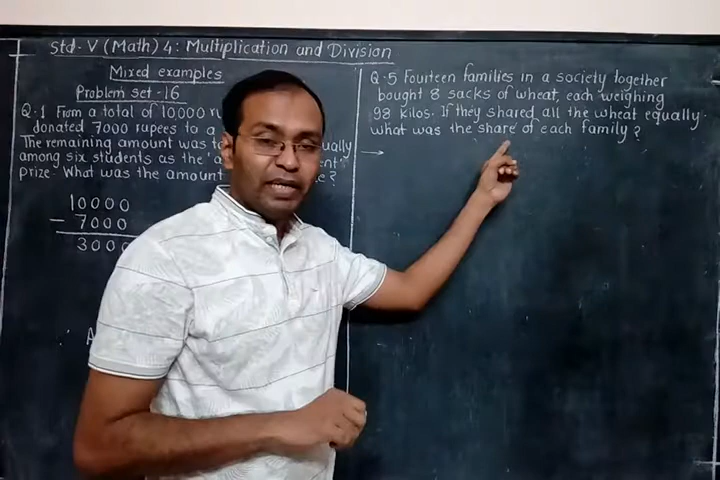 Std - V (Math) 4: Multiplication and Division
Mixed examples
Problem set - 16
Q.1 From a total of 10000
donated 7000 rupees to a
The remaining amount was
among six students as the
prize. What was the amount
10000
- 7000
300
Q.5 Fourteen families in a society together
bought 8 sacks of wheat, each weighing
98 kilos. If they shared all the wheat equally
what was the share of each family?
→